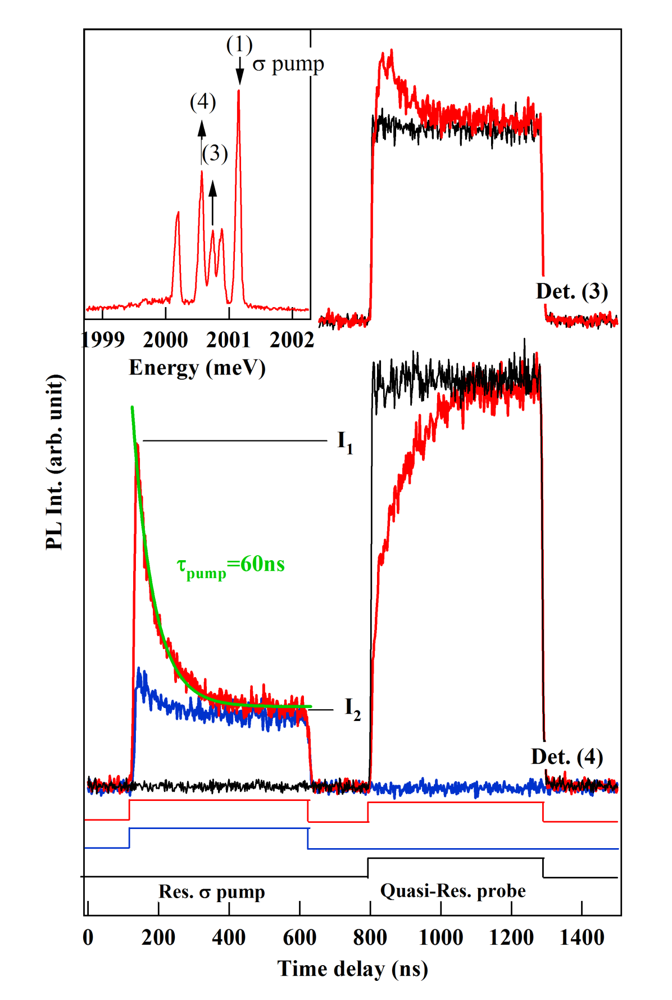 (1)
σ pump
(4)
(3)
1999 2000 2001 2002
Energy (meV)
Det. (3)
PL Int. (arb. unit)
I1
τpump=60ns
I2
Det. (4)
Res. σ pump
Quasi-Res. probe
0 200 400 600 800 1000 1200 1400
Time delay (ns)